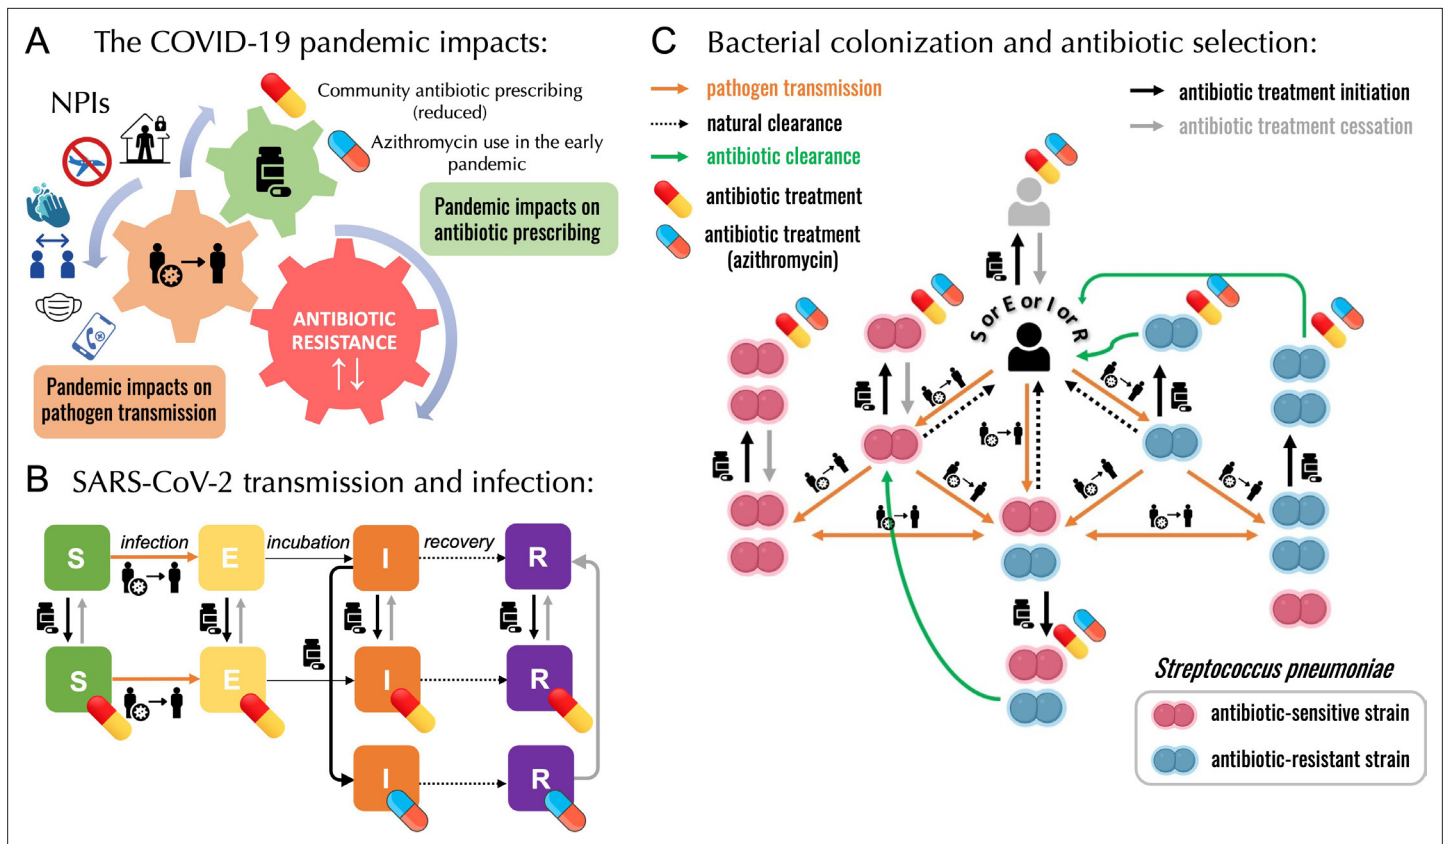 A The COVID-19 pandemic impacts:
NPIs
Community antibiotic prescribing
(reduced)
Azithromycin use in the early
pandemic
Pandemic impacts on
antibiotic prescribing
ANTIBIOTIC
RESISTANCE
↑↓
Pandemic impacts on
pathogen transmission
B SARS-CoV-2 transmission and infection:
S infection E incubation I recovery R
S E I R
I R
C Bacterial colonization and antibiotic selection:
pathogen transmission
natural clearance
antibiotic clearance
antibiotic treatment
antibiotic treatment
(azithromycin)
antibiotic treatment initiation
antibiotic treatment cessation
S or E or I or R
Streptococcus pneumoniae
antibiotic-sensitive strain
antibiotic-resistant strain